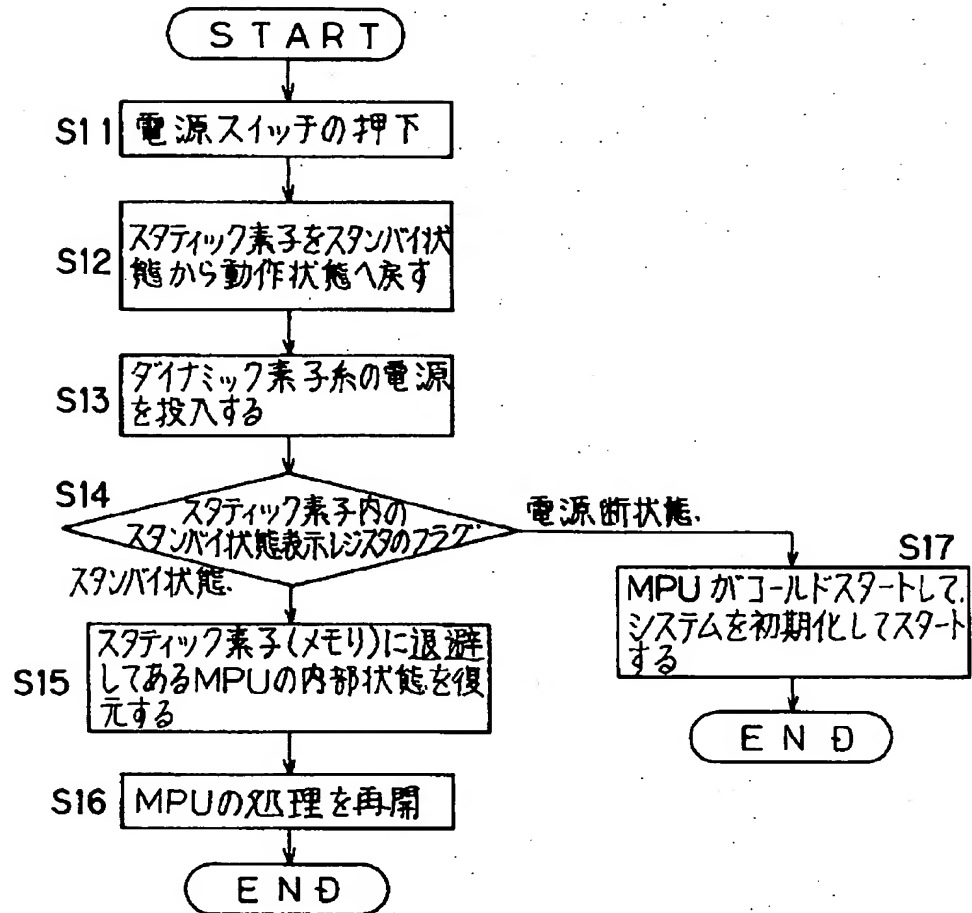 START
S11 電源スイッチの押下
スタティック素子をスタンバイ状
S12 態から動作状態へ戻す
ダイナミック素子糸の電源
S13 を投入する
S14
スタティック素子内の
スタンバイ状態表示レジスタのフラグ
電源断状態.
スタンバイ状態.
S17
MPUがコールドスタートして,
システムを初期化してスタート
する
END
スタティック素子(メモリ)に退避
S15 してあるMPUの内部状態を復
元する
S16 MPUの処理を再開
END